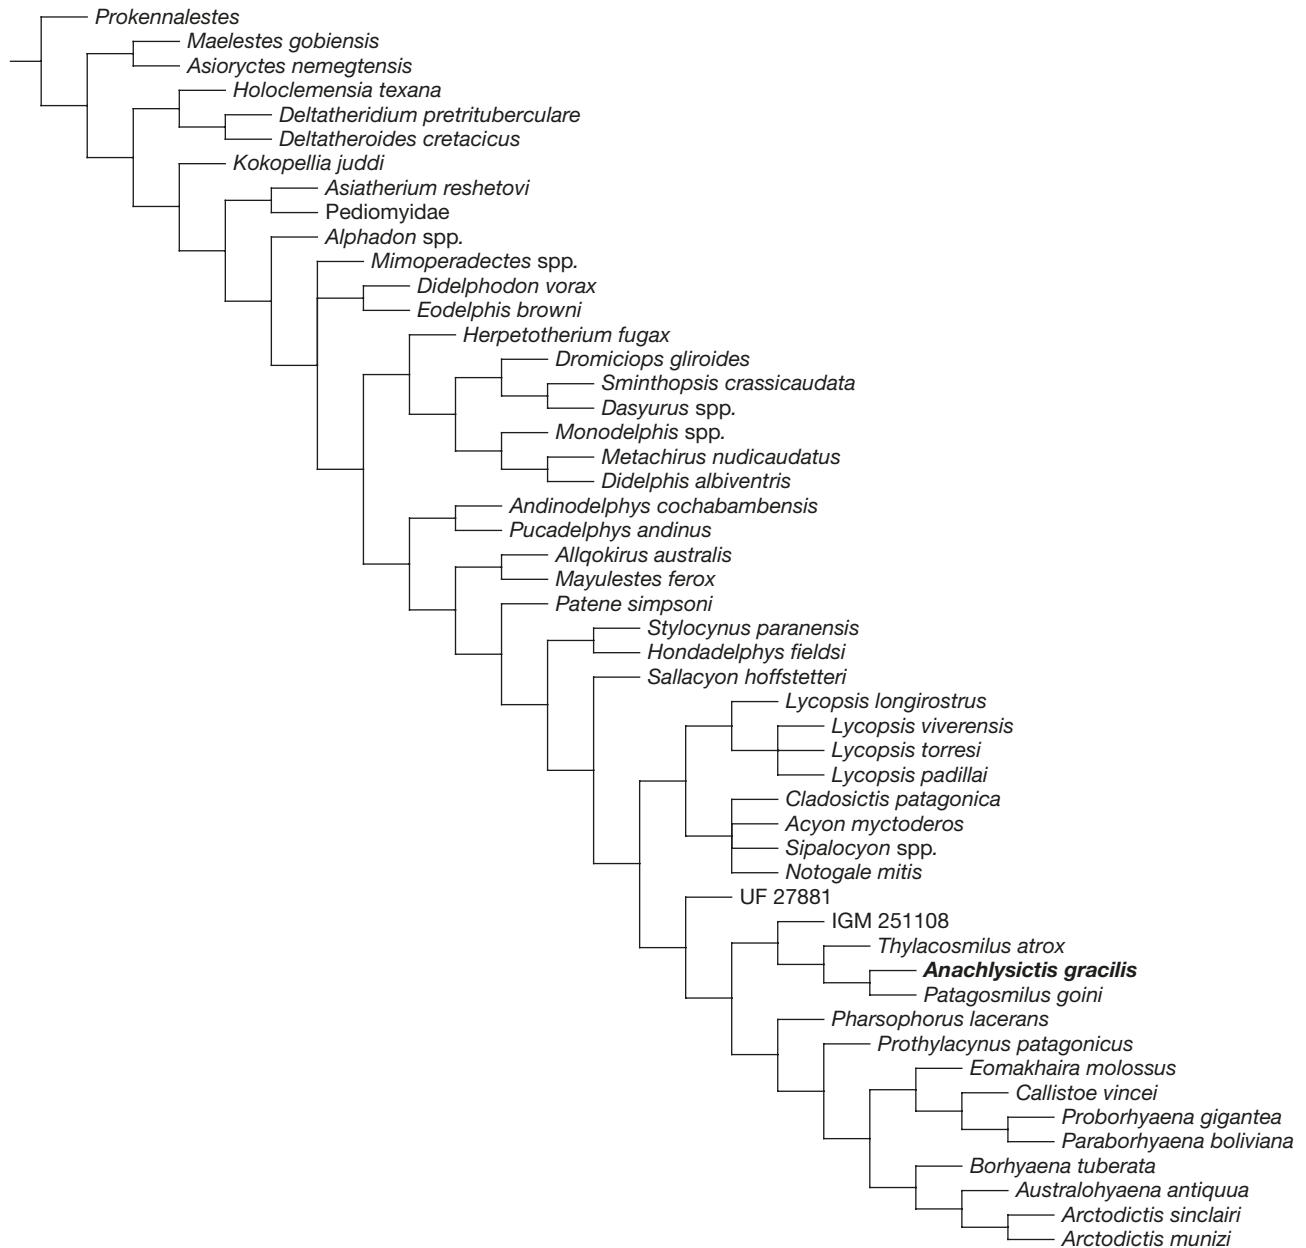 Prokennalestes
Maelestes gobiensis
Asioryctes nemegtensis
Holoclemensia texana
Deltatheridium pretrituberculare
Deltatheroides cretacicus
Kokopellia juddi
Asiatherium reshetovi
Pediomyidae
Alphadon spp.
Mimoperadectes spp.
Didelphodon vorax
Eodelphis browni
Herpetotherium fugax
Dromiciops gliroides
Sminthopsis crassicaudata
Dasyurus spp.
Monodelphis spp.
Metachirus nudicaudatus
Didelphis albiventris
Andinodelphys cochabambensis
Pucadelphys andinus
Allqokirus australis
Mayulestes ferox
Patene simpsoni
Stylocynus paranensis
Hondadelphys fieldsi
Sallacyon hoffstetteri
Lycopsis longirostrus
Lycopsis viverensis
Lycopsis torresi
Lycopsis padillai
Cladosictis patagonica
Acyon myctoderos
Sipalocyon spp.
Notogale mitis
UF 27881
IGM 251108
Thylacosmilus atrox
Anachlysictis gracilis
Patagosmilus goini
Pharsophorus lacerans
Prothylacynus patagonicus
Eomakhaira molossus
Callistoe vincei
Proborhyaena gigantea
Paraborhyaena boliviana
Borhyaena tuberata
Australohyaena antiquua
Arctodictis sinclairi
Arctodictis munizi